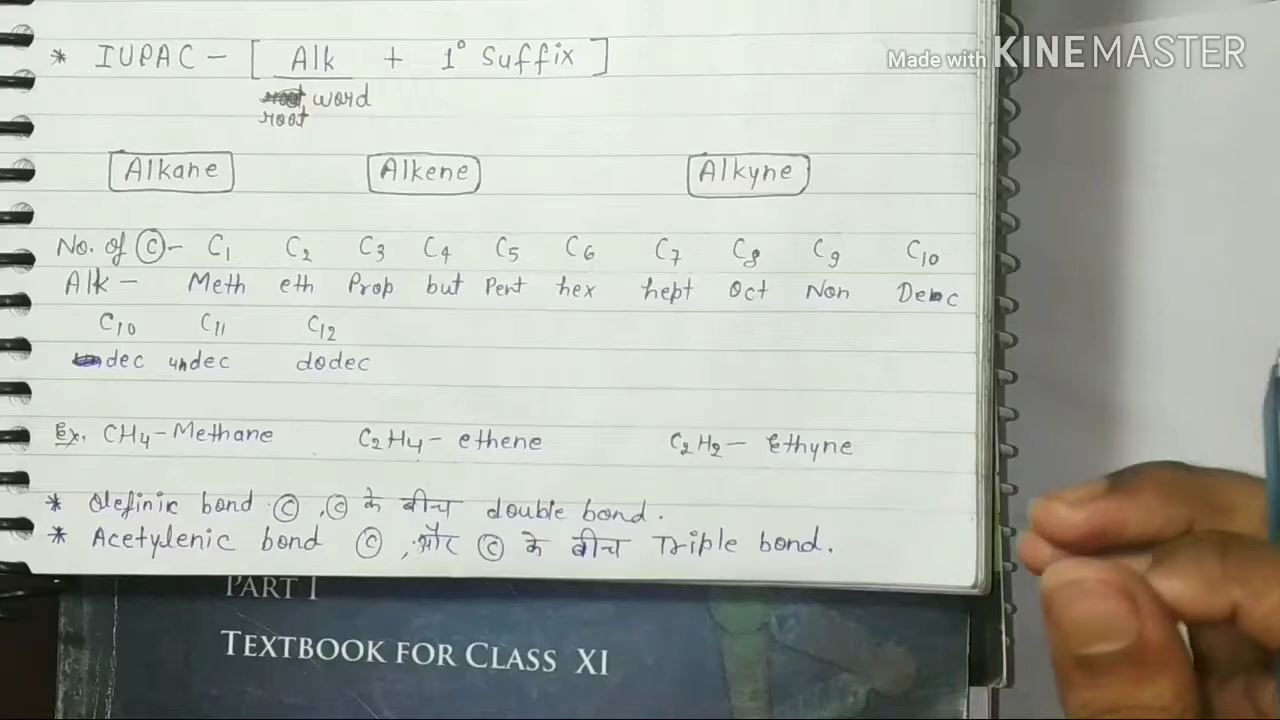 Made with KINEMASTER
* IUPAC - [ Alk + 1° Suffix ]
word
root
Alkane Alkene Alkyne
No. of Ⓒ - C₁ C₂ C₃ C₄ C₅ C₆ C₇ C₈ C₉ C₁₀
Alk - Meth eth Prop but Pent hex hept Oct Non Dec
C₁₀ C₁₁ C₁₂
dec undec dodec
Ex. CH₄ - Methane C₂H₄ - ethene C₂H₂ - Ethyne
* Olefinic bond Ⓒ , Ⓒ के बीच double bond .
* Acetylenic bond Ⓒ , और Ⓒ के बीच Triple bond .
PART I
TEXTBOOK FOR CLASS XI